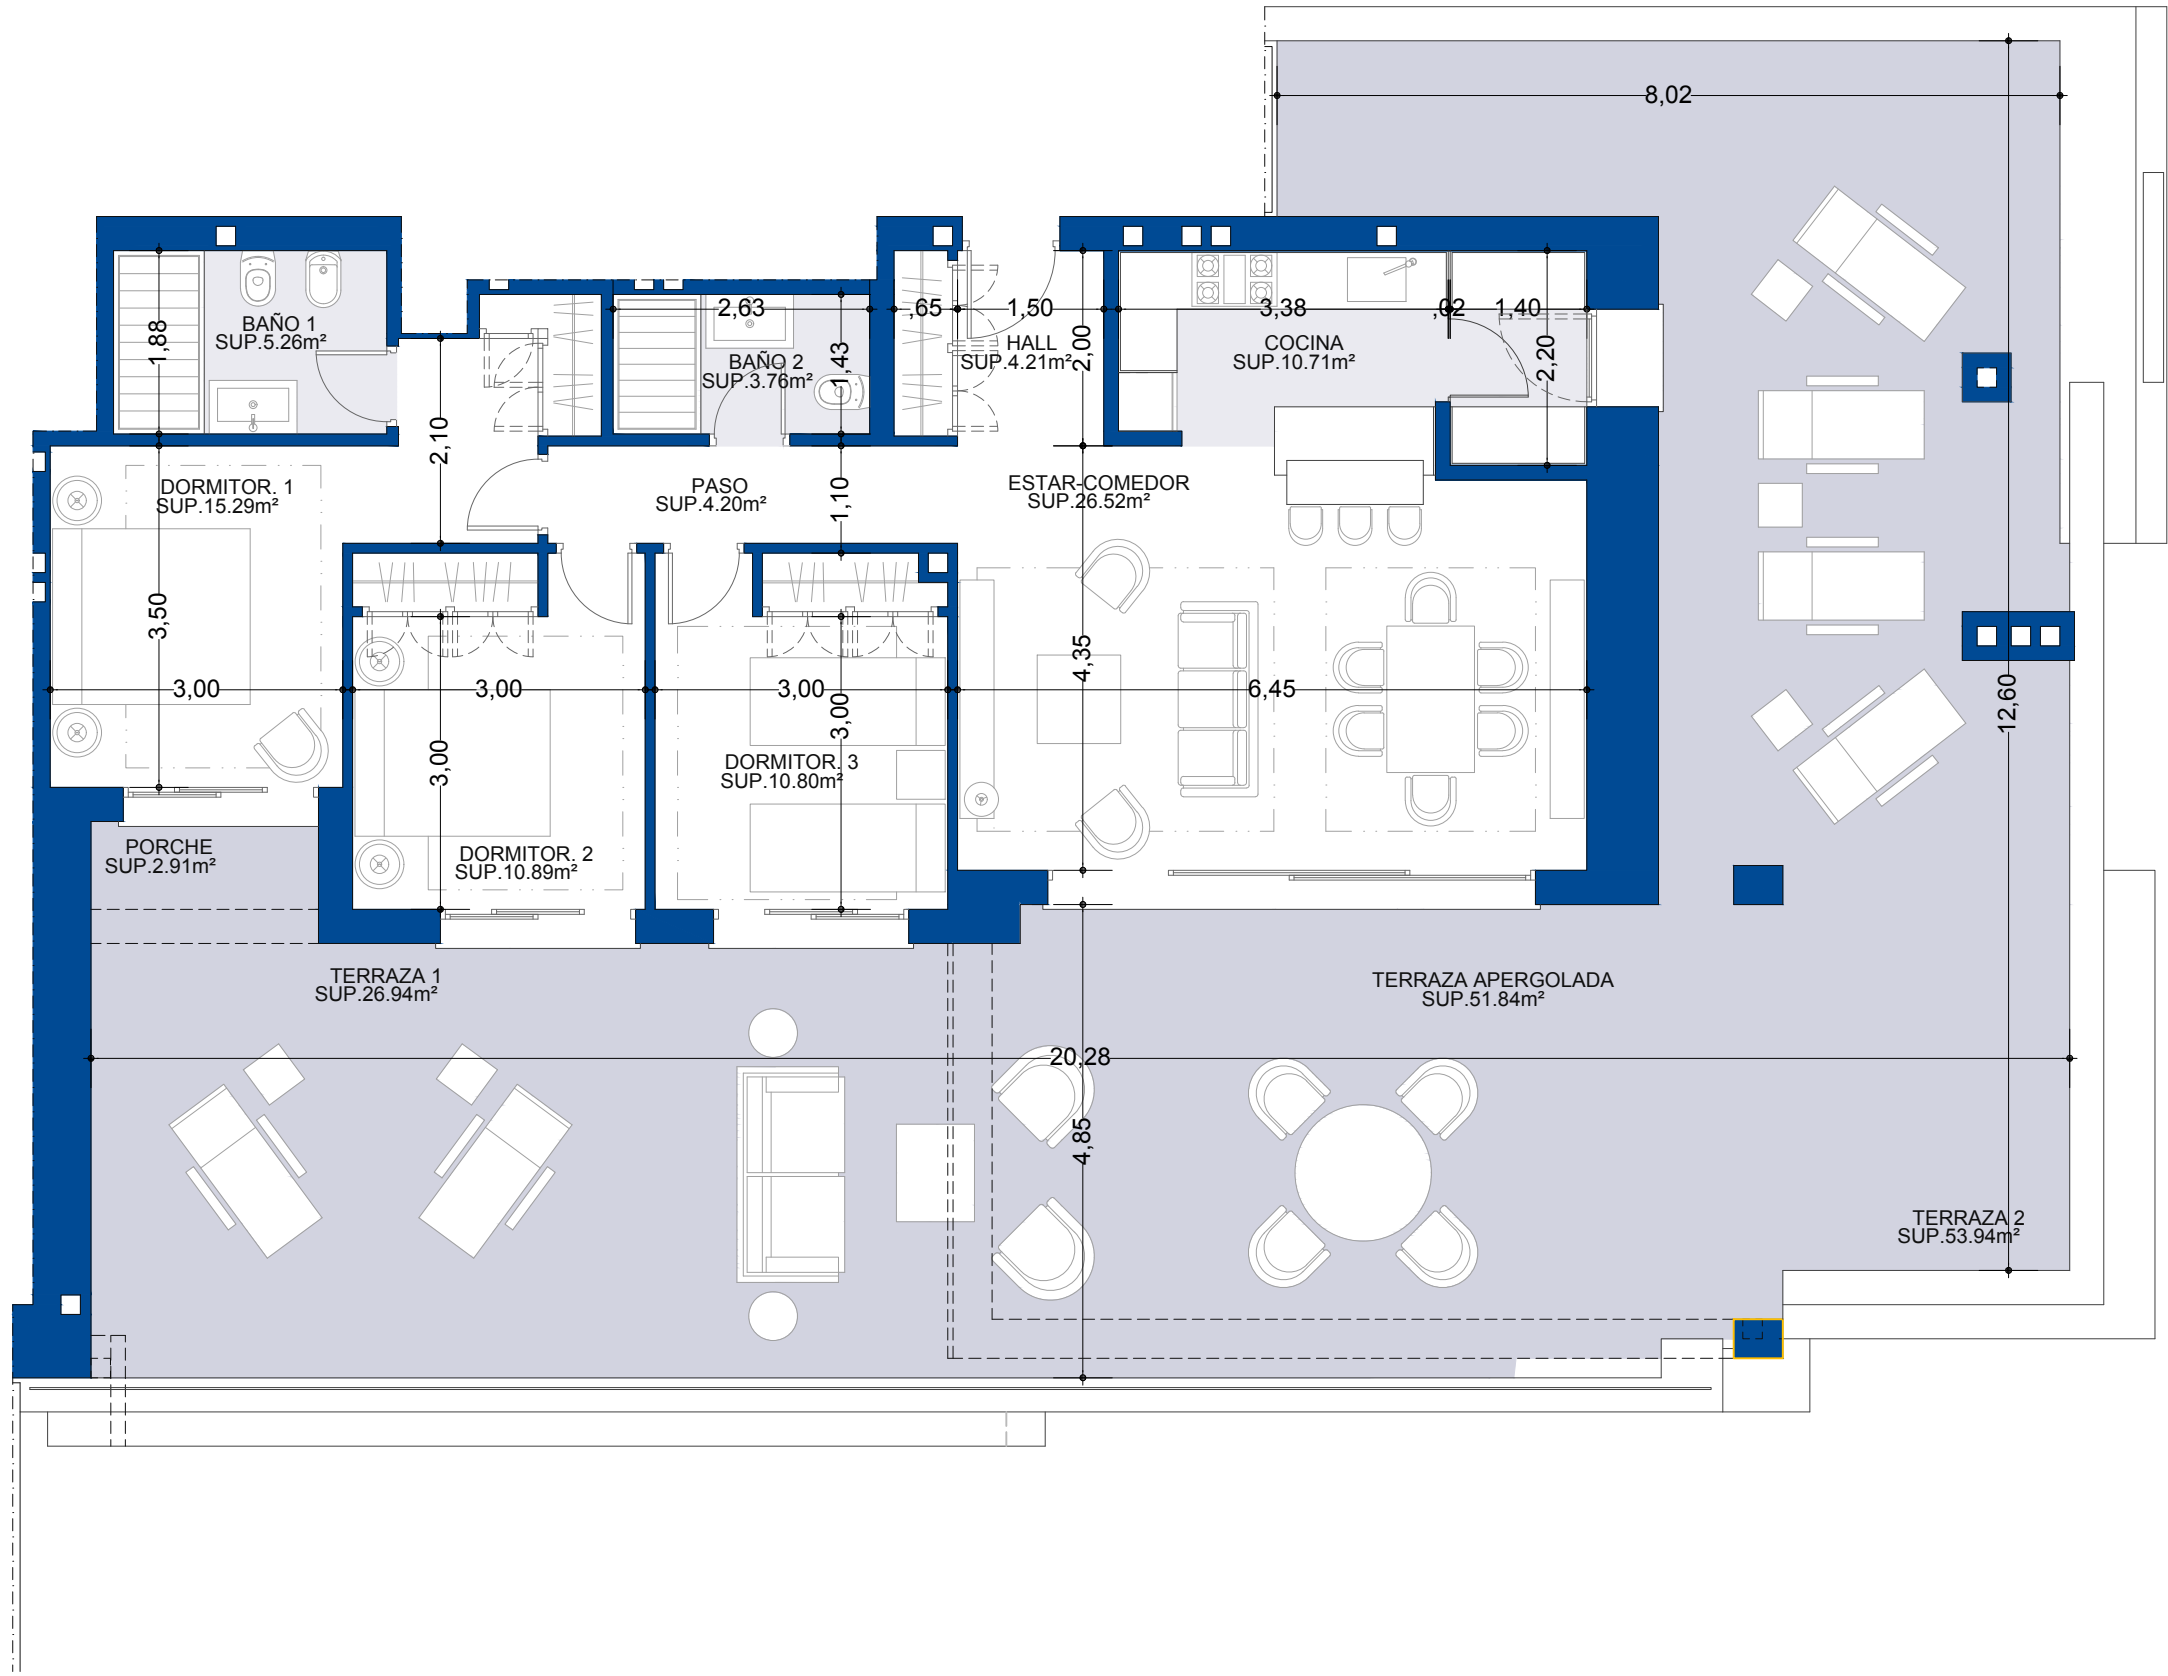 8,02
BAÑO 1
SUP.5.26m²
1,88
2,63
,65
1,50
3,38
,02
1,40
BAÑO 2
SUP.3.76m²
1,43
HALL
SUP.4.21m²
2,00
COCINA
SUP.10.71m²
2,20
2,10
DORMITOR. 1
SUP.15.29m²
PASO
SUP.4.20m²
1,10
ESTAR-COMEDOR
SUP.26.52m²
3,50
4,35
3,00
3,00
3,00
6,45
3,00
3,00
12,60
DORMITOR. 3
SUP.10.80m²
PORCHE
SUP.2.91m²
DORMITOR. 2
SUP.10.89m²
TERRAZA 1
SUP.26.94m²
TERRAZA APERGOLADA
SUP.51.84m²
20,28
4,85
TERRAZA 2
SUP.53.94m²